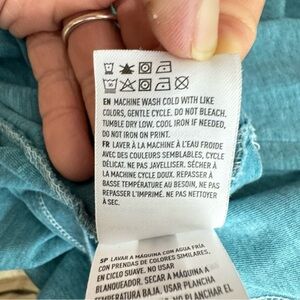 EN MACHINE WASH COLD WITH LIKE
COLORS, GENTLE CYCLE. DO NOT BLEACH.
TUMBLE DRY LOW. COOL IRON IF NEEDED,
DO NOT IRON ON PRINT.
FR LAVER À LA MACHINE À L'EAU FROIDE
AVEC DES COULEURS SEMBLABLES, CYCLE
DÉLICAT. NE PAS JAVELLISER. SÉCHER À
LA MACHINE CYCLE DOUX. REPASSER À
BASSE TEMPÉRATURE AU BESOIN, NE PAS
REPASSER L'IMPRIMÉ. NE PAS NETTOYER
À SEC.
SP LAVAR A MÁQUINA CON AGUA FRÍA
CON PRENDAS DE COLORES SIMILARES,
EN CICLO SUAVE. NO USAR
BLANQUEADOR. SECAR A MÁQUINA A
TEMPERATURA BAJA. USAR PLANCHA